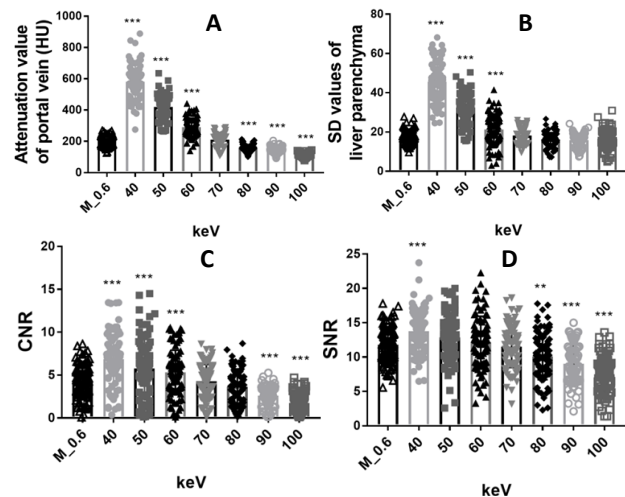 A
Attenuation value
of portal vein (HU)
1000
800
600
400
200
0
***
***
***
***
***
***
M_0.6 40 50 60 70 80 90 100
keV
B
SD values of
liver parenchyma
80
60
40
20
0
***
***
***
M_0.6 40 50 60 70 80 90 100
keV
C
CNR
20
15
10
5
0
***
***
***
***
***
M_0.6 40 50 60 70 80 90 100
keV
D
SNR
25
20
15
10
5
0
***
**
***
***
M_0.6 40 50 60 70 80 90 100
keV